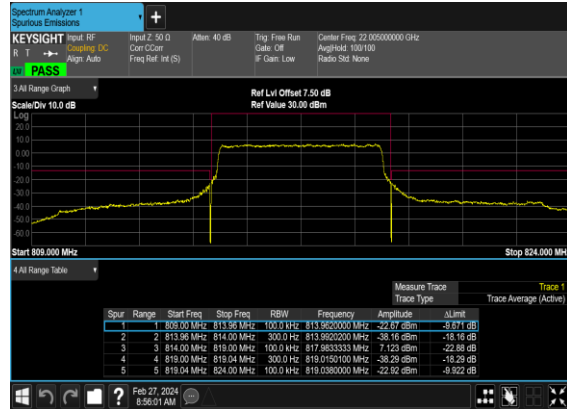 Spectrum Analyzer 1
Spurious Emissions
KEYSIGHT
R T
PASS
Input: RF
Coupling: DC
Align: Auto
Input Z: 50 Ω
Corr CCorr
Freq Ref: Int (S)
Atten: 40 dB
Trig: Free Run
Gate: Off
IF Gain: Low
Center Freq: 22.005000000 GHz
Avg|Hold: 100/100
Radio Std: None
3 All Range Graph
Scale/Div 10.0 dB
Ref Lvl Offset 7.50 dB
Ref Value 30.00 dBm
Log
20.0
10.0
0.00
-10.0
-20.0
-30.0
-40.0
-50.0
-60.0
Start 809.000 MHz
Stop 824.000 MH
4 All Range Table
Measure Trace Trace 1
Trace Type Trace Average (Active)
Spur Range Start Freq Stop Freq RBW Frequency Amplitude ΔLimit
1 1 809.00 MHz 813.96 MHz 100.0 kHz 813.9620000 MHz -22.67 dBm -9.671 dB
2 2 813.96 MHz 814.00 MHz 300.0 Hz 813.9920200 MHz -38.16 dBm -18.16 dB
3 3 814.00 MHz 819.00 MHz 100.0 kHz 817.9833333 MHz 7.123 dBm -22.88 dB
4 4 819.00 MHz 819.04 MHz 300.0 Hz 819.0150100 MHz -38.29 dBm -18.29 dB
5 5 819.04 MHz 824.00 MHz 100.0 kHz 819.0380000 MHz -22.92 dBm -9.922 dB
?
Feb 27, 2024
8:56:01 AM